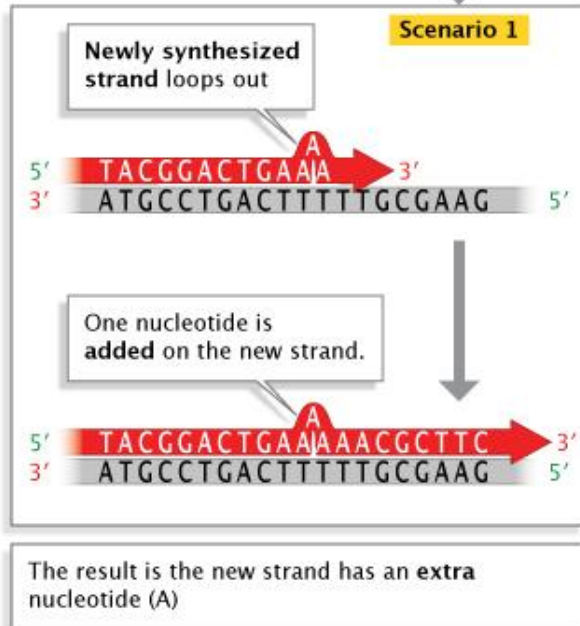 Scenario 1
Newly synthesized
strand loops out
A
5′ TACGGACTGAAA 3′
3′ ATGCCTGACTTTTTGCGAAG 5′
One nucleotide is
added on the new strand.
A
5′ TACGGACTGAAAAACGCTTC 3′
3′ ATGCCTGACTTTTTGCGAAG 5′
The result is the new strand has an extra
nucleotide (A)